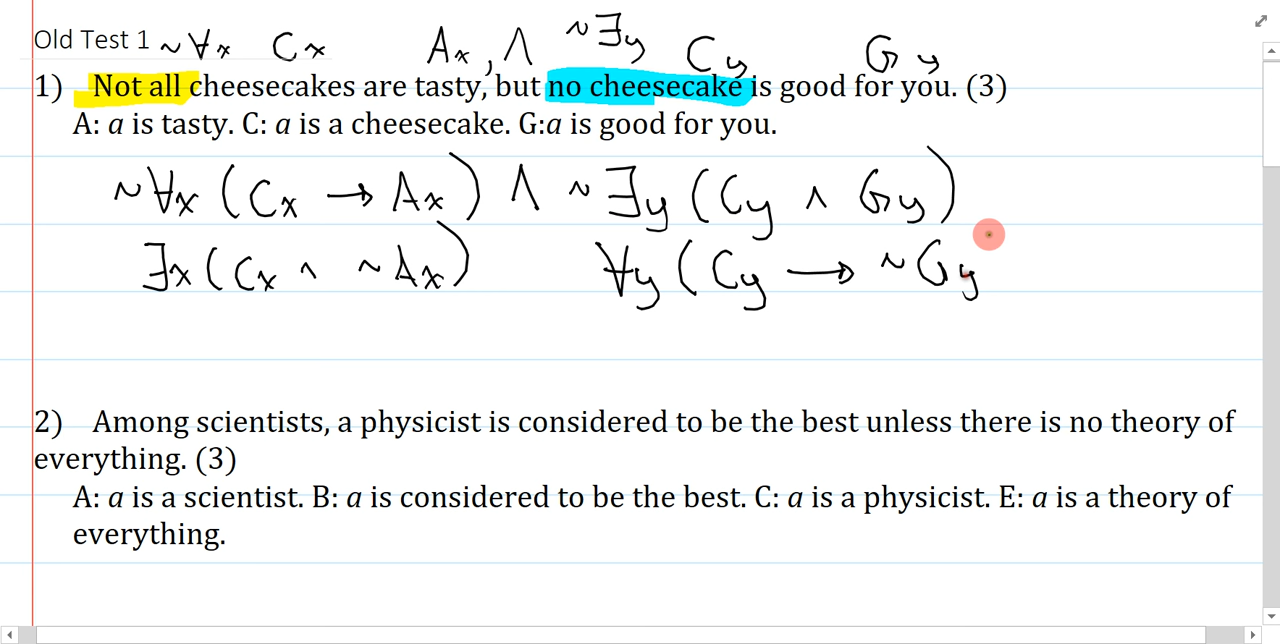 Old Test 1 ~∀x Cx Ax, ∧ ~∃y Cy Gy
1) Not all cheesecakes are tasty, but no cheesecake is good for you. (3)
A: a is tasty. C: a is a cheesecake. G:a is good for you.
~∀x (Cx → Ax) ∧ ~∃y (Cy ∧ Gy)
∃x (Cx ∧ ~Ax) ∀y (Cy → ~Gy
2) Among scientists, a physicist is considered to be the best unless there is no theory of
everything. (3)
A: a is a scientist. B: a is considered to be the best. C: a is a physicist. E: a is a theory of
everything.